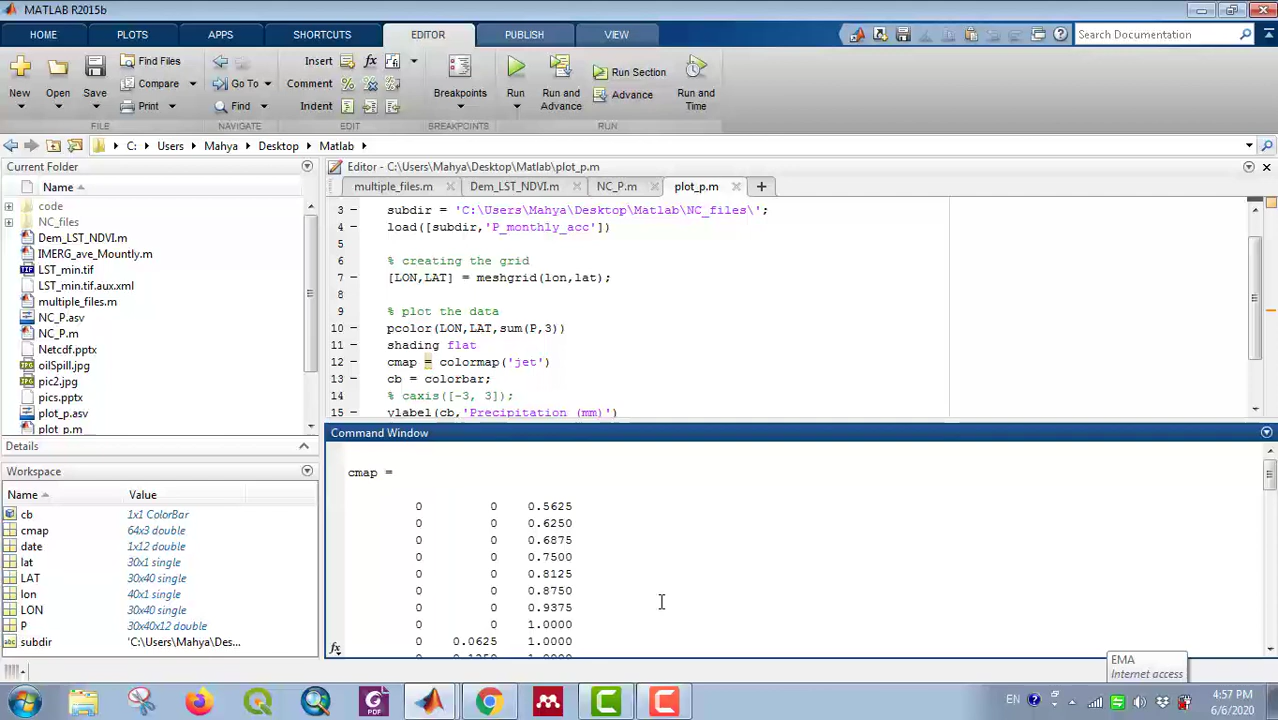 MATLAB R2015b
HOME PLOTS APPS SHORTCUTS EDITOR PUBLISH VIEW Search Documentation
New Open Save Find Files Compare Print Go To Find Insert Comment Indent fx Breakpoints Run Run and Advance Run Section Advance Run and Time
FILE NAVIGATE EDIT BREAKPOINTS RUN
C: Users Mahya Desktop Matlab
Current Folder
Name
code
NC_files
Dem_LST_NDVI.m
IMERG_ave_Mountly.m
LST_min.tif
LST_min.tif.aux.xml
multiple_files.m
NC_P.asv
NC_P.m
Netcdf.pptx
oilSpill.jpg
pic2.jpg
pics.pptx
plot_p.asv
plot_p.m
Details
Workspace
Name Value
cb 1x1 ColorBar
cmap 64x3 double
date 1x12 double
lat 30x1 single
LAT 30x40 single
lon 40x1 single
LON 30x40 single
P 30x40x12 double
subdir 'C:\Users\Mahya\Des...
Editor - C:\Users\Mahya\Desktop\Matlab\plot_p.m
multiple_files.m Dem_LST_NDVI.m NC_P.m plot_p.m
3 – subdir = 'C:\Users\Mahya\Desktop\Matlab\NC_files\';
4 – load([subdir,'P_monthly_acc'])
5
6 % creating the grid
7 – [LON,LAT] = meshgrid(lon,lat);
8
9 % plot the data
10 – pcolor(LON,LAT,sum(P,3))
11 – shading flat
12 – cmap = colormap('jet')
13 – cb = colorbar;
14 % caxis([-3, 3]);
15 – ylabel(cb,'Precipitation (mm)')
Command Window
cmap =
0 0 0.5625
0 0 0.6250
0 0 0.6875
0 0 0.7500
0 0 0.8125
0 0 0.8750
0 0 0.9375
0 0 1.0000
0 0.0625 1.0000
0 0.1250 1.0000
fx
EMA
Internet access
PDF
EN
4:57 PM
6/6/2020